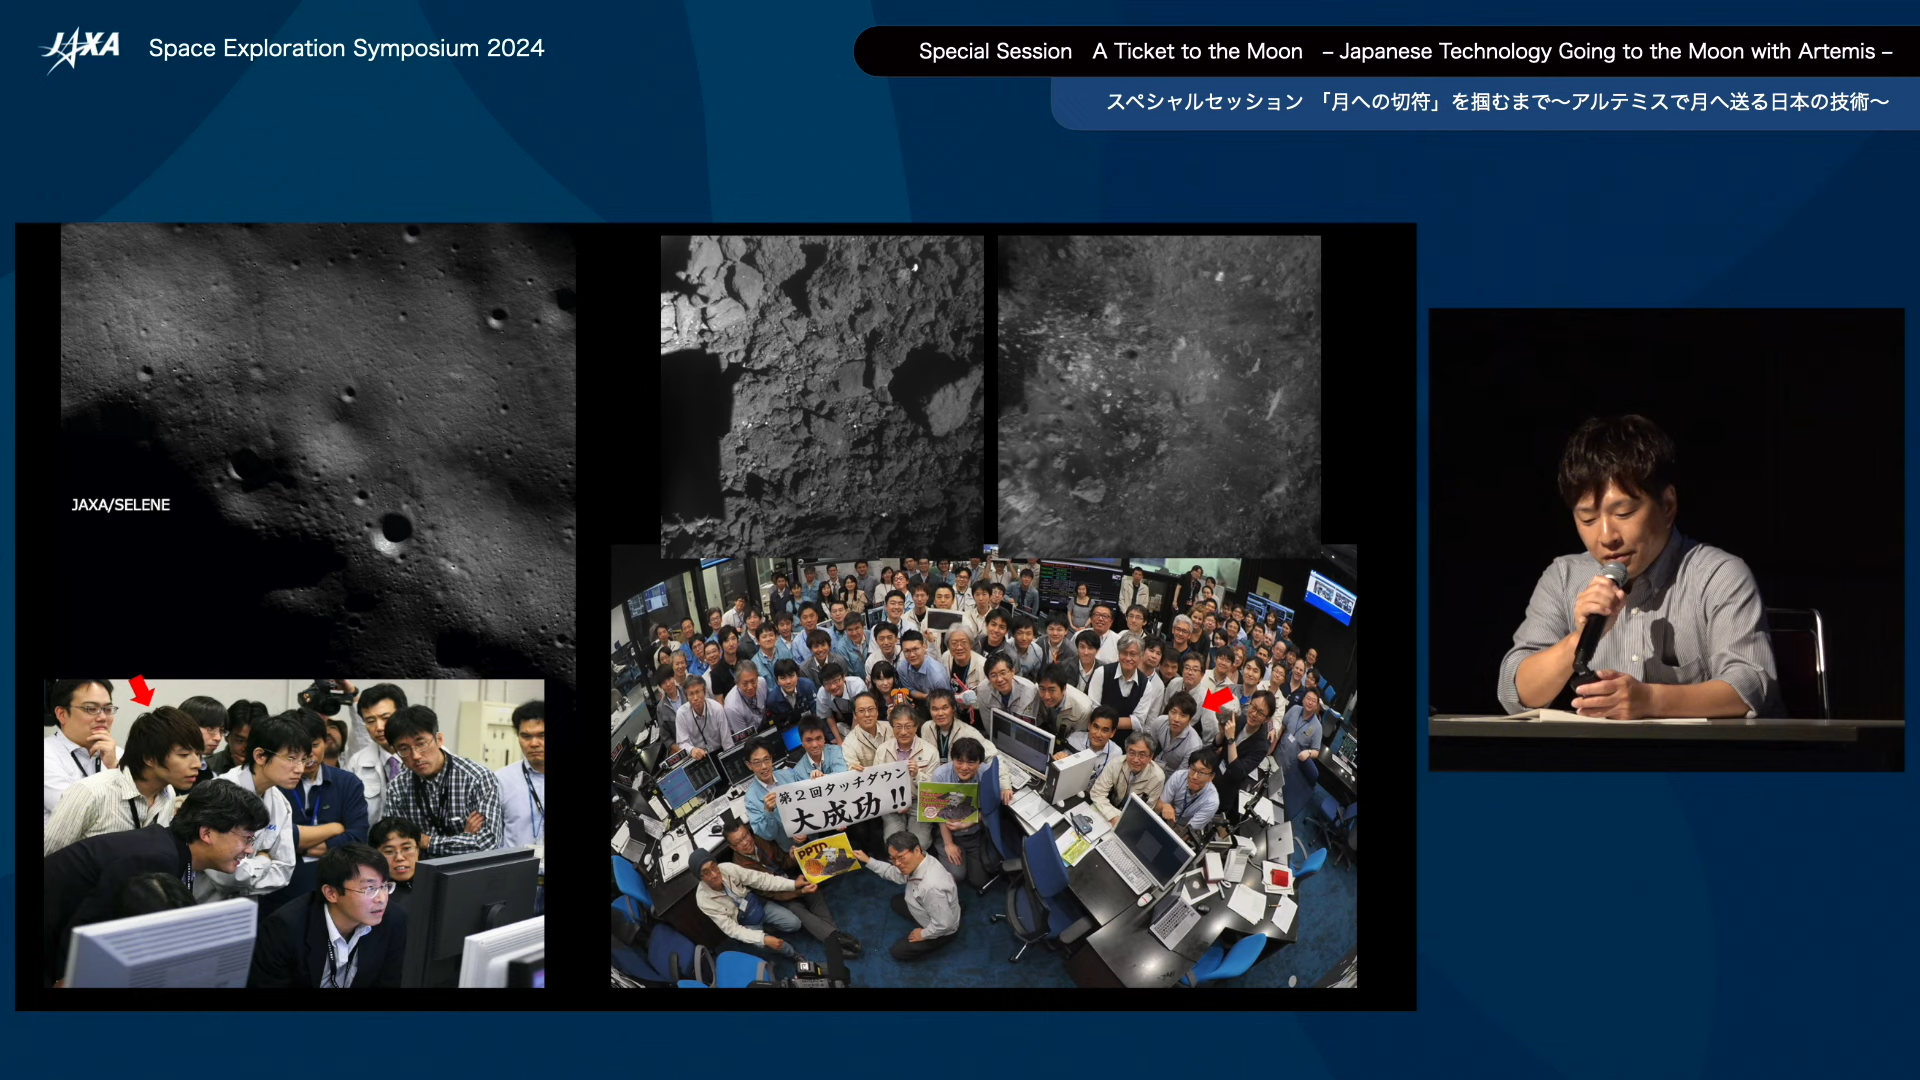 JAXA Space Exploration Symposium 2024
Special Session A Ticket to the Moon – Japanese Technology Going to the Moon with Artemis –
スペシャルセッション 「月への切符」を掴むまで～アルテミスで月へ送る日本の技術～
JAXA/SELENE
第2回タッチダウン
大成功!!
PPTD